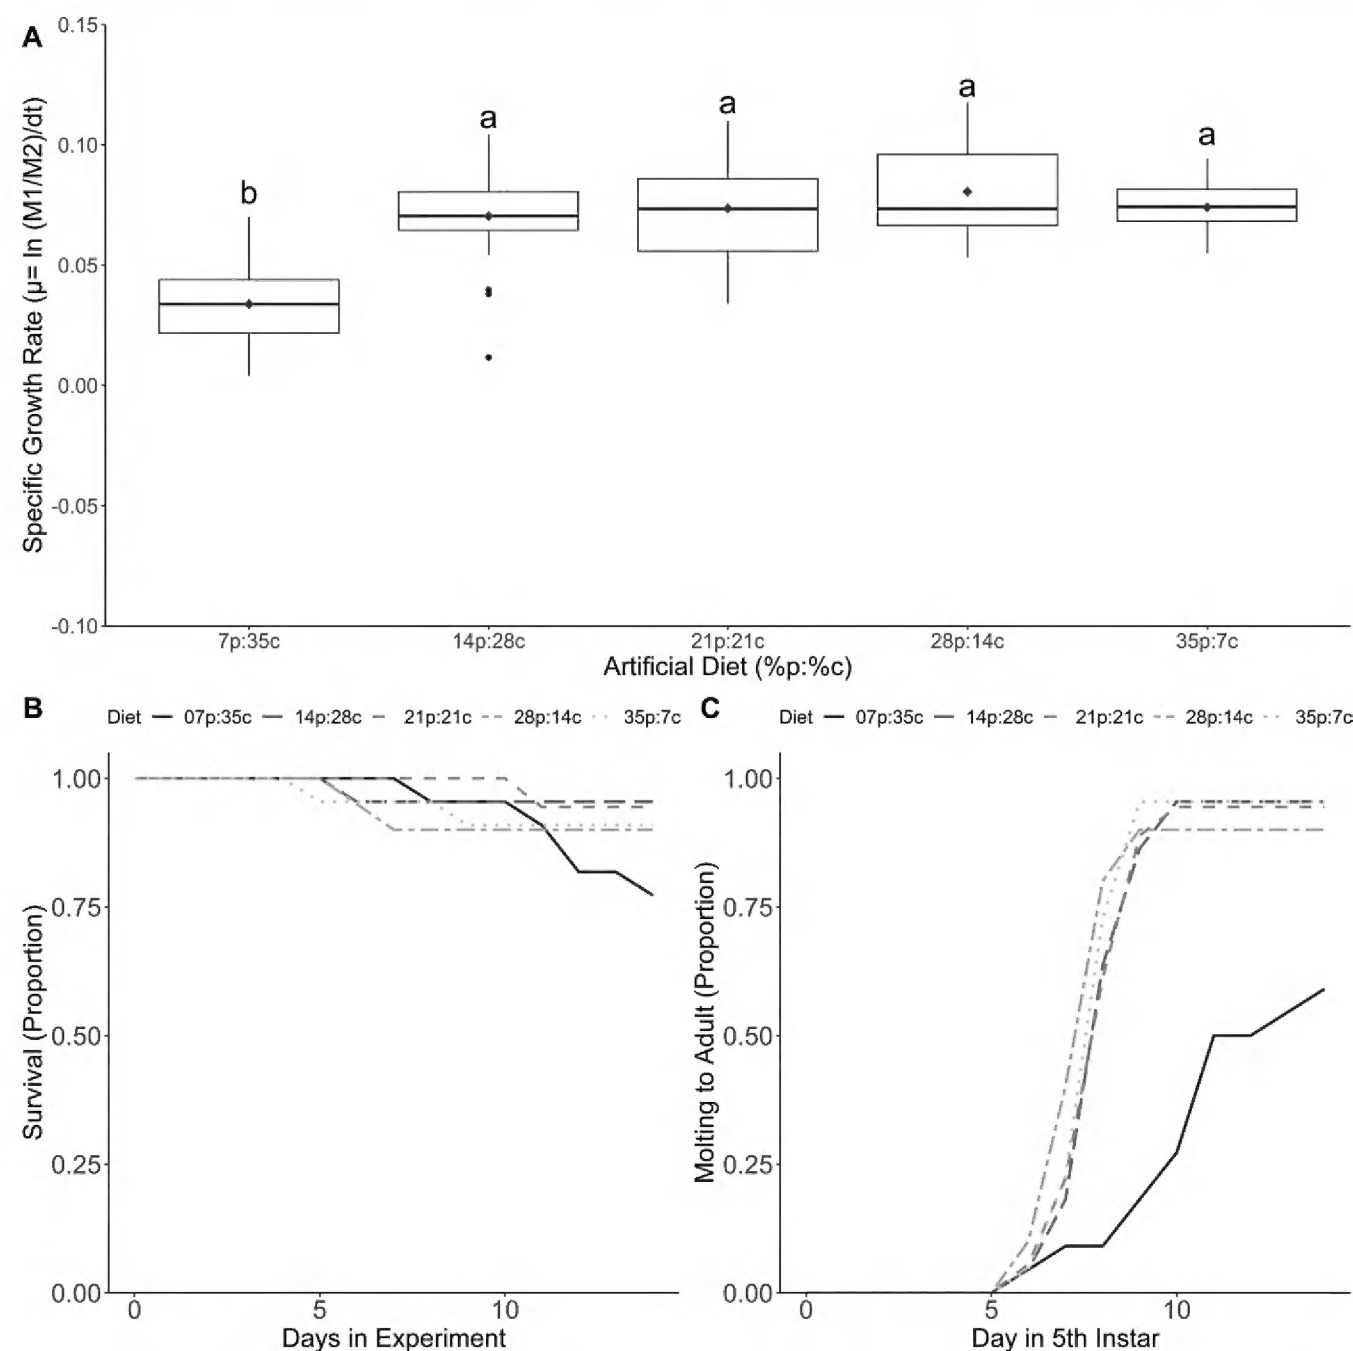 A
Specific Growth Rate (µ= ln (M1/M2)/dt)
0.15
0.10
0.05
0.00
-0.05
-0.10
b
a
a
a
a
7p:35c 14p:28c 21p:21c 28p:14c 35p:7c
Artificial Diet (%p:%c)
B
Diet 07p:35c 14p:28c 21p:21c 28p:14c 35p:7c
Survival (Proportion)
1.00
0.75
0.50
0.25
0.00
0 5 10
Days in Experiment
C
Diet 07p:35c 14p:28c 21p:21c 28p:14c 35p:7c
Molting to Adult (Proportion)
1.00
0.75
0.50
0.25
0.00
0 5 10
Day in 5th Instar